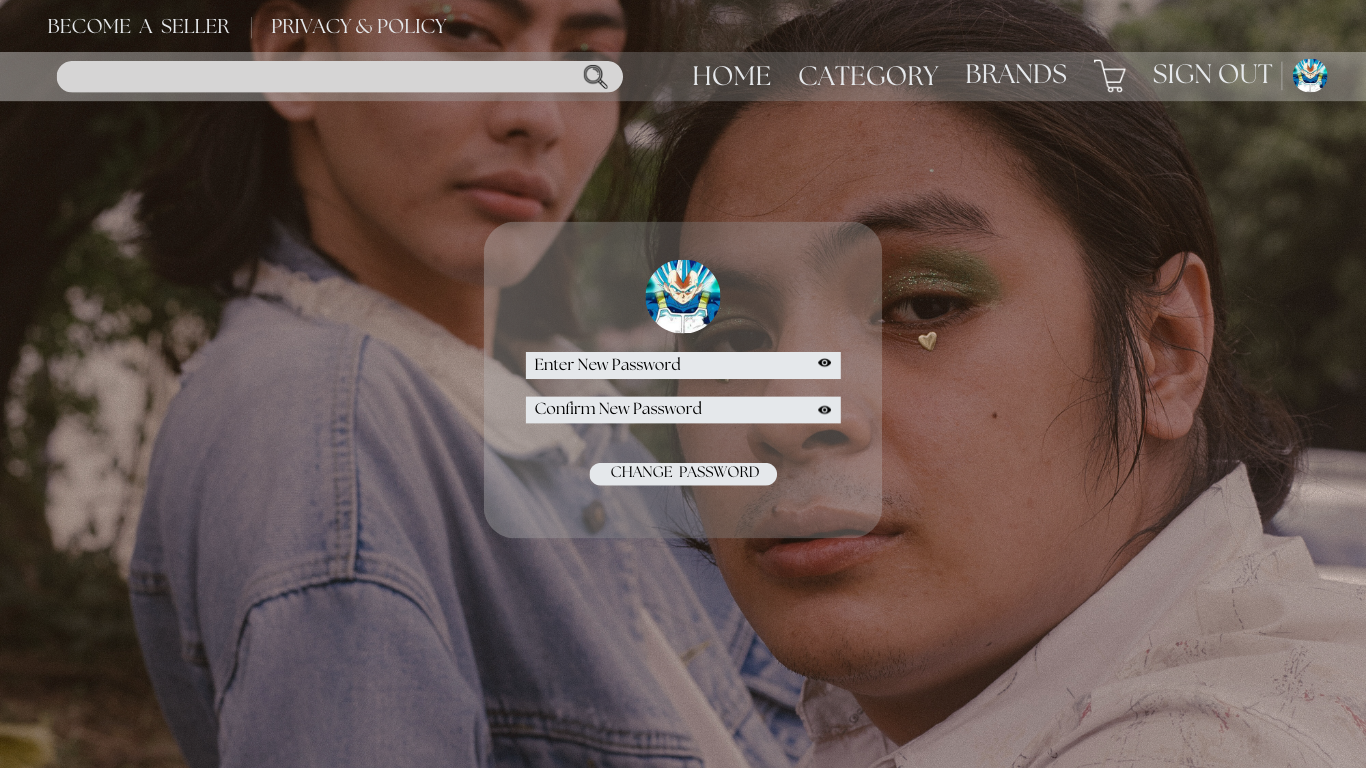 BECOME A SELLER
PRIVACY & POLICY
HOME
CATEGORY
BRANDS
SIGN OUT
Enter New Password
Confirm New Password
CHANGE PASSWORD